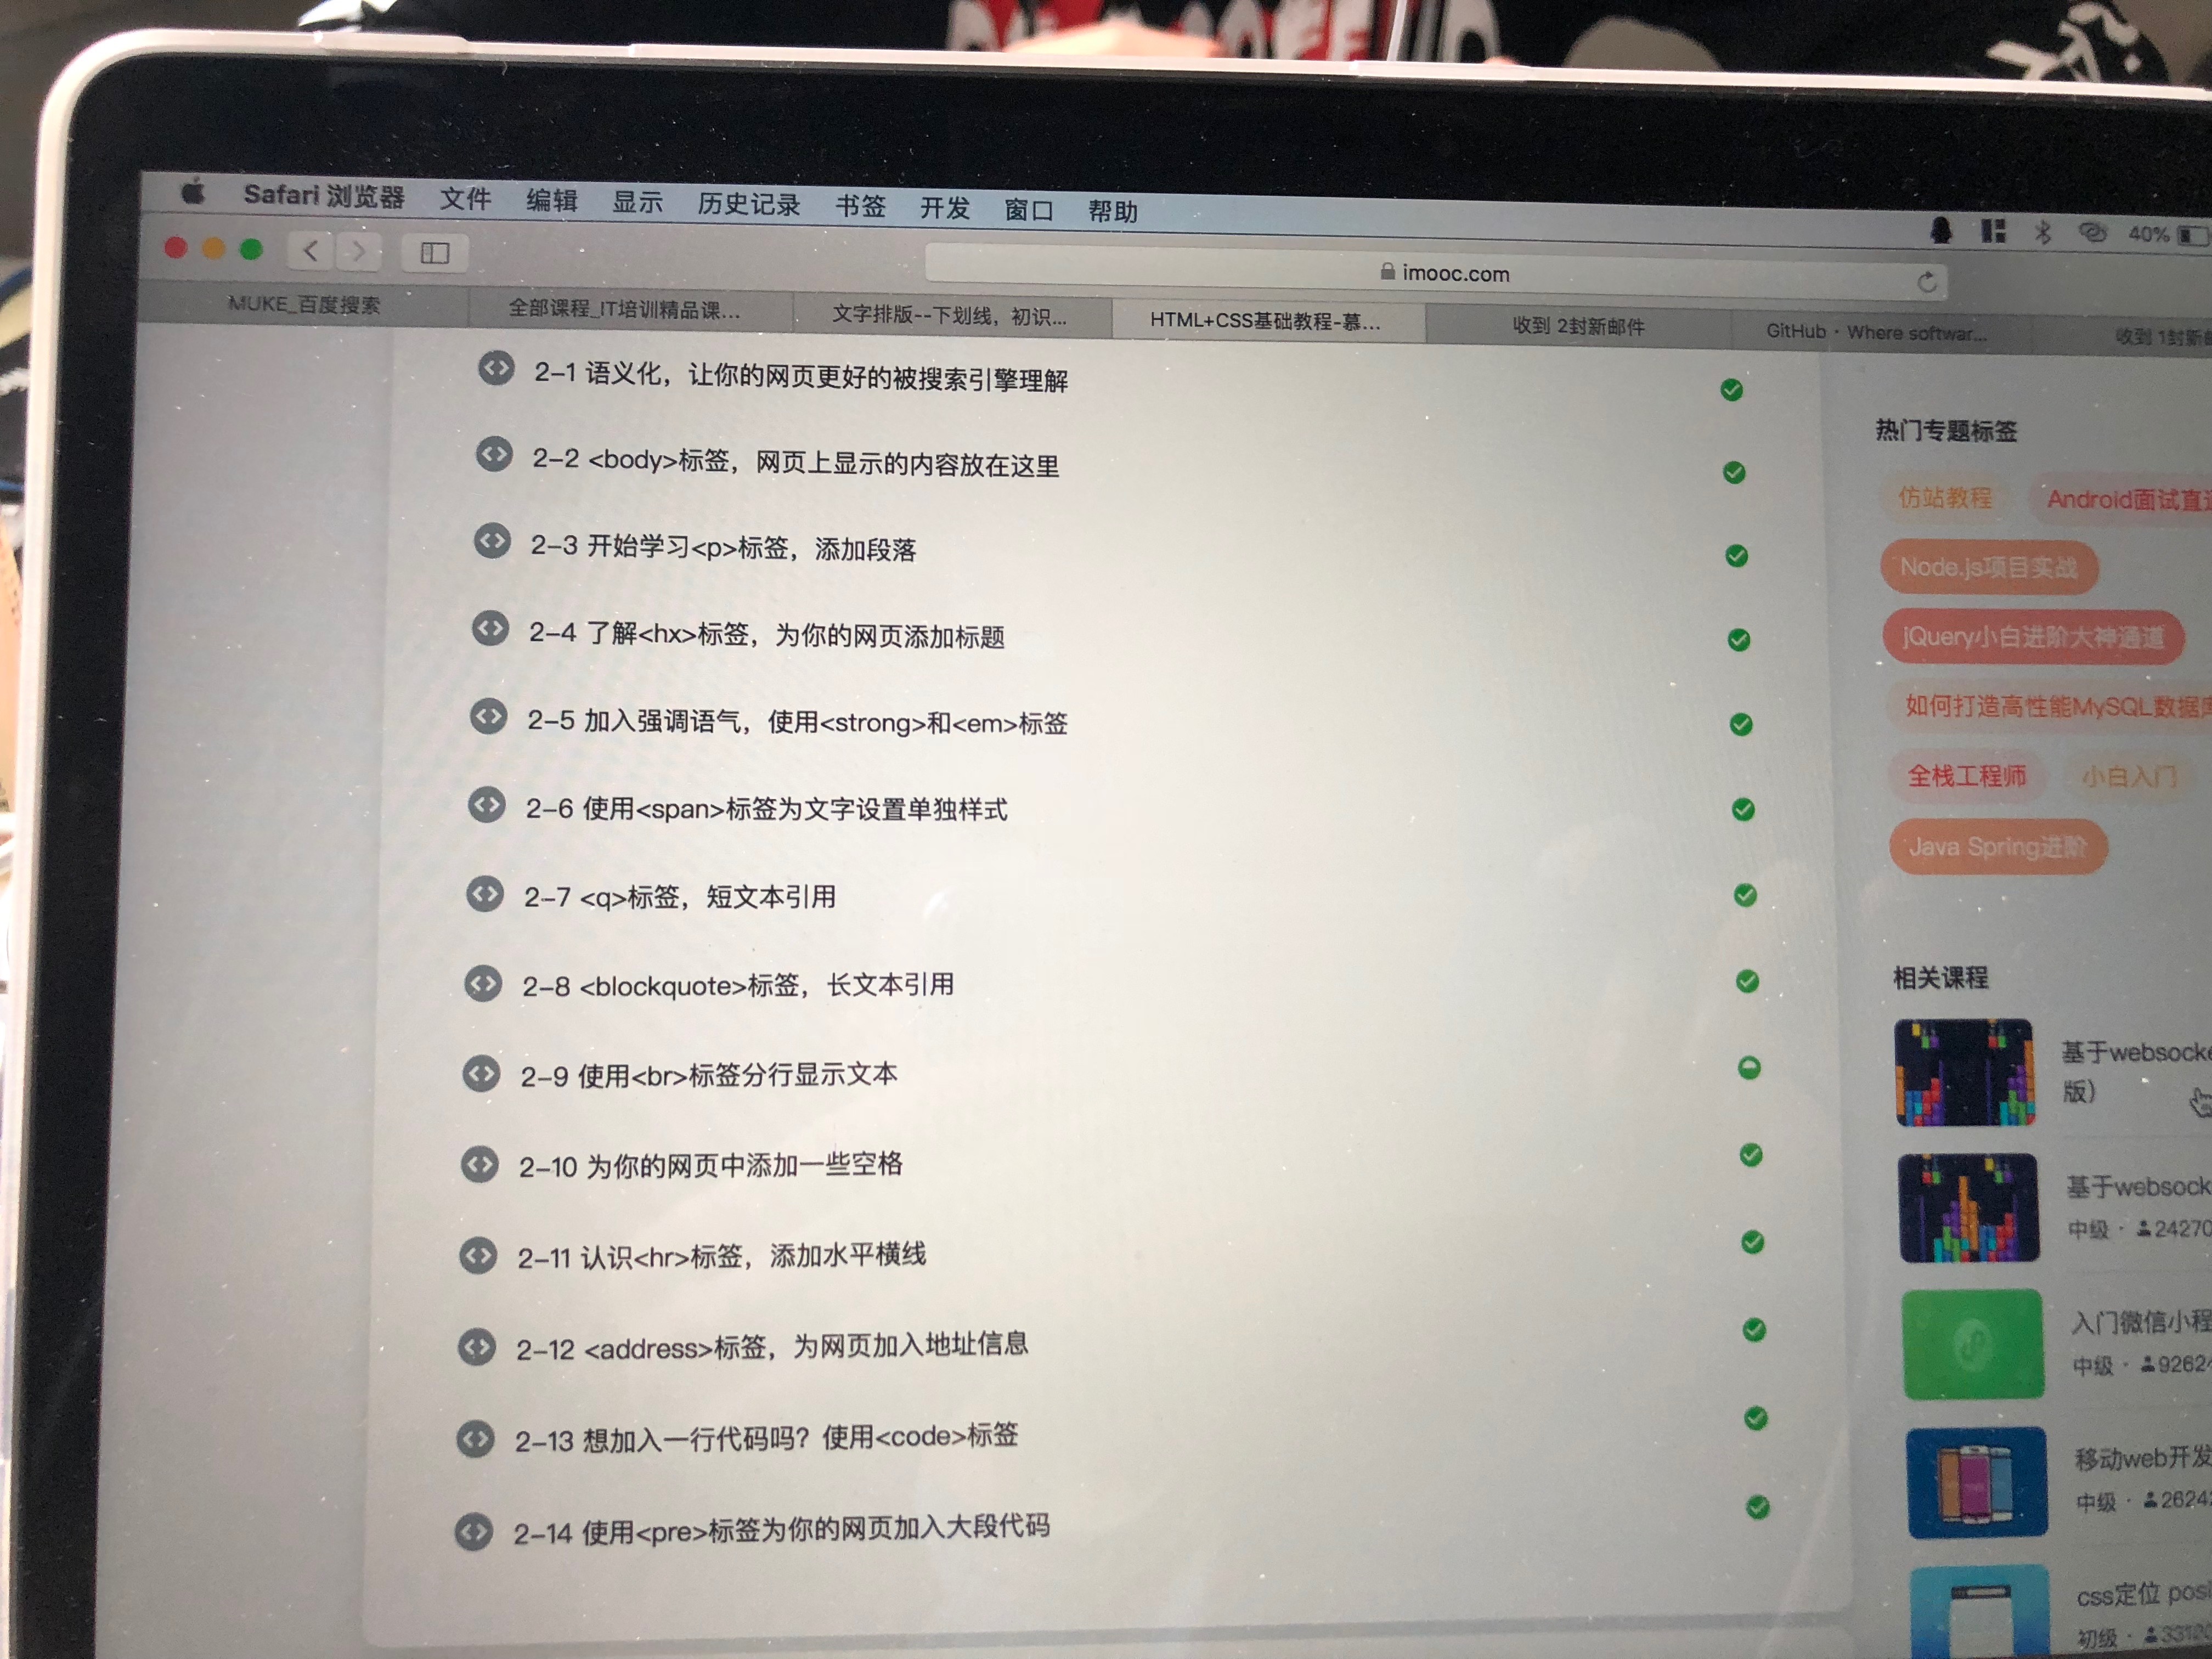 Safari 浏览器 文件 编辑 显示 历史记录 书签 开发 窗口 帮助
40%
imooc.com
MUKE_百度搜索
全部课程_IT培训精品课...
文字排版--下划线，初识...
HTML+CSS基础教程-慕...
收到 2封新邮件
GitHub · Where softwar...
收到 1封新
2-1 语义化，让你的网页更好的被搜索引擎理解
2-2 <body>标签，网页上显示的内容放在这里
2-3 开始学习<p>标签，添加段落
2-4 了解<hx>标签，为你的网页添加标题
2-5 加入强调语气，使用<strong>和<em>标签
2-6 使用<span>标签为文字设置单独样式
2-7 <q>标签，短文本引用
2-8 <blockquote>标签，长文本引用
2-9 使用<br>标签分行显示文本
2-10 为你的网页中添加一些空格
2-11 认识<hr>标签，添加水平横线
2-12 <address>标签，为网页加入地址信息
2-13 想加入一行代码吗？使用<code>标签
2-14 使用<pre>标签为你的网页加入大段代码
热门专题标签
仿站教程 Android面试直
Node.js项目实战
jQuery小白进阶大神通道
如何打造高性能MySQL数据库
全栈工程师 小白入门
Java Spring进阶
相关课程
基于websocke
版）
基于websock
中级 · 24270
入门微信小程
中级 · 9262
移动web开发
中级 · 2624
css定位 posi
初级 ·